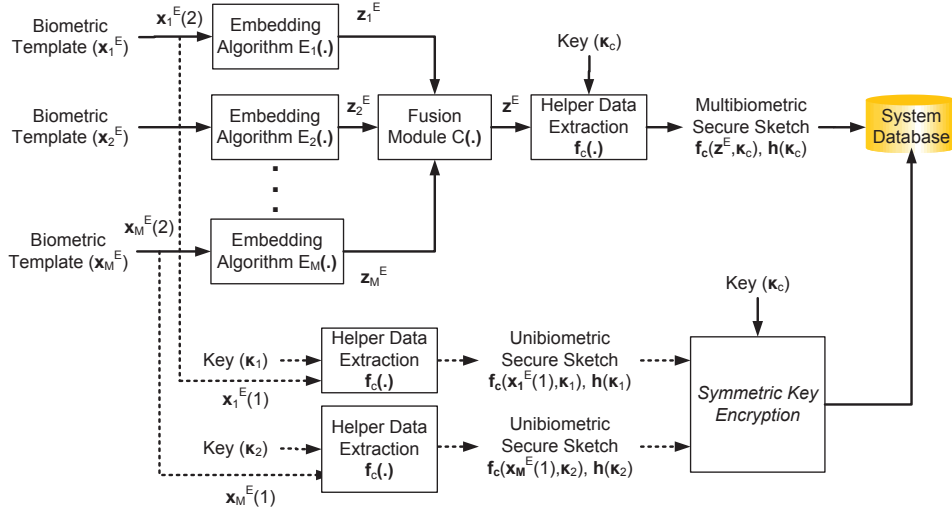 Biometric
Template (x₁ᴱ)
x₁ᴱ(2)
Embedding
Algorithm E₁(.)
z₁ᴱ
Biometric
Template (x₂ᴱ)
Embedding
Algorithm E₂(.)
z₂ᴱ
Fusion
Module C(.)
zᴱ
Key (κc)
Helper Data
Extraction
fc(.)
Multibiometric
Secure Sketch
fc(zᴱ,κc), h(κc)
System
Database
Biometric
Template (xMᴱ)
xMᴱ(2)
Embedding
Algorithm EM(.)
zMᴱ
Key (κ₁)
x₁ᴱ(1)
Helper Data
Extraction
fc(.)
Unibiometric
Secure Sketch
fc(x₁ᴱ(1),κ₁), h(κ₁)
Key (κc)
Symmetric Key
Encryption
Key (κ₂)
xMᴱ(1)
Helper Data
Extraction
fc(.)
Unibiometric
Secure Sketch
fc(xMᴱ(1),κ₂), h(κ₂)